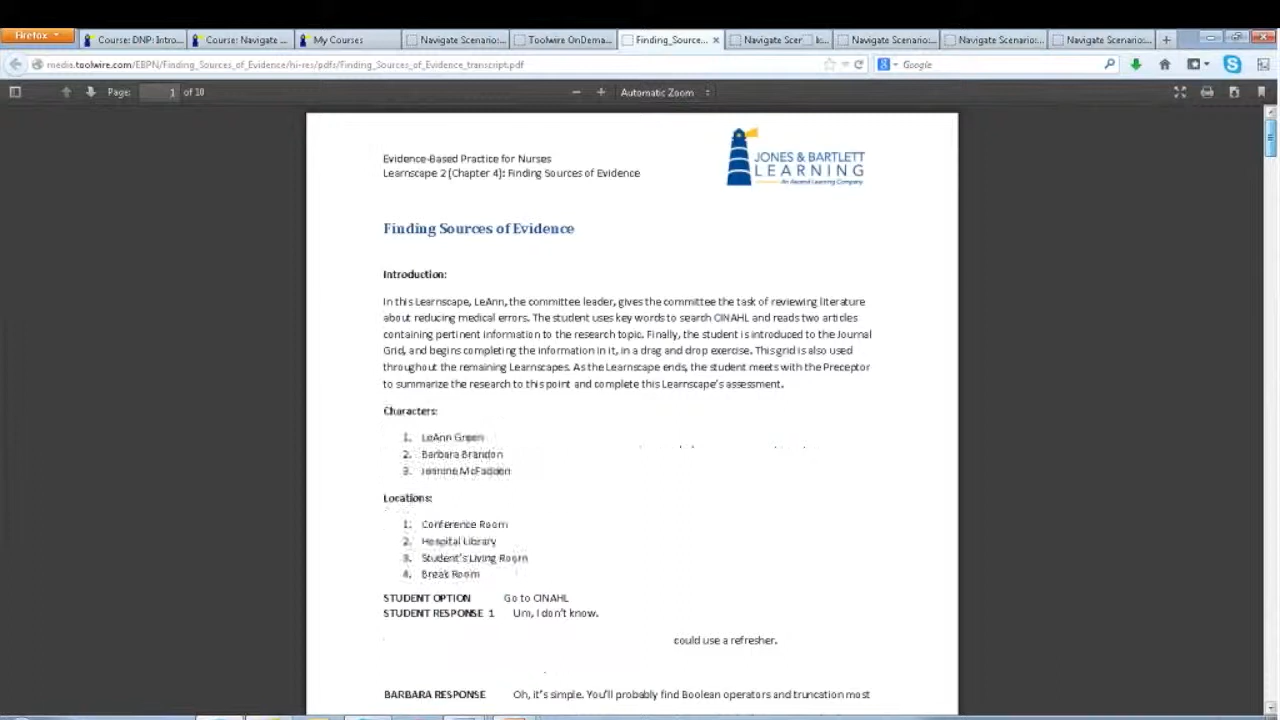 Firefox
Course: DNP: Intro...
Course: Navigate ...
My Courses
Navigate Scenario:...
Toolwire OnDema...
Finding_Source...
Navigate Scer
Navigate Scenario:...
Navigate Scenario:...
Navigate Scenario:...
media.toolwire.com/EBPN/Finding_Sources_of_Evidence/hi-res/pdfs/Finding_Sources_of_Evidence_transcript.pdf
Google
Page: 1 of 10
Automatic Zoom
Evidence-Based Practice for Nurses
Learnscape 2 (Chapter 4): Finding Sources of Evidence
JONES & BARTLETT
LEARNING
An Ascend Learning Company
Finding Sources of Evidence
Introduction:
In this Learnscape, LeAnn, the committee leader, gives the committee the task of reviewing literature
about reducing medical errors. The student uses key words to search CINAHL and reads two articles
containing pertinent information to the research topic. Finally, the student is introduced to the Journal
Grid, and begins completing the information in it, in a drag and drop exercise. This grid is also used
throughout the remaining Learnscapes. As the Learnscape ends, the student meets with the Preceptor
to summarize the research to this point and complete this Learnscape's assessment.
Characters:
1. LeAnn Green
2. Barbara Brandon
3. Jeanine McFadden
Locations:
1. Conference Room
2. Hospital Library
3. Student's Living Room
4. Break Room
STUDENT OPTION Go to CINAHL
STUDENT RESPONSE 1 Um, I don't know.
could use a refresher.
BARBARA RESPONSE Oh, it's simple. You'll probably find Boolean operators and truncation most